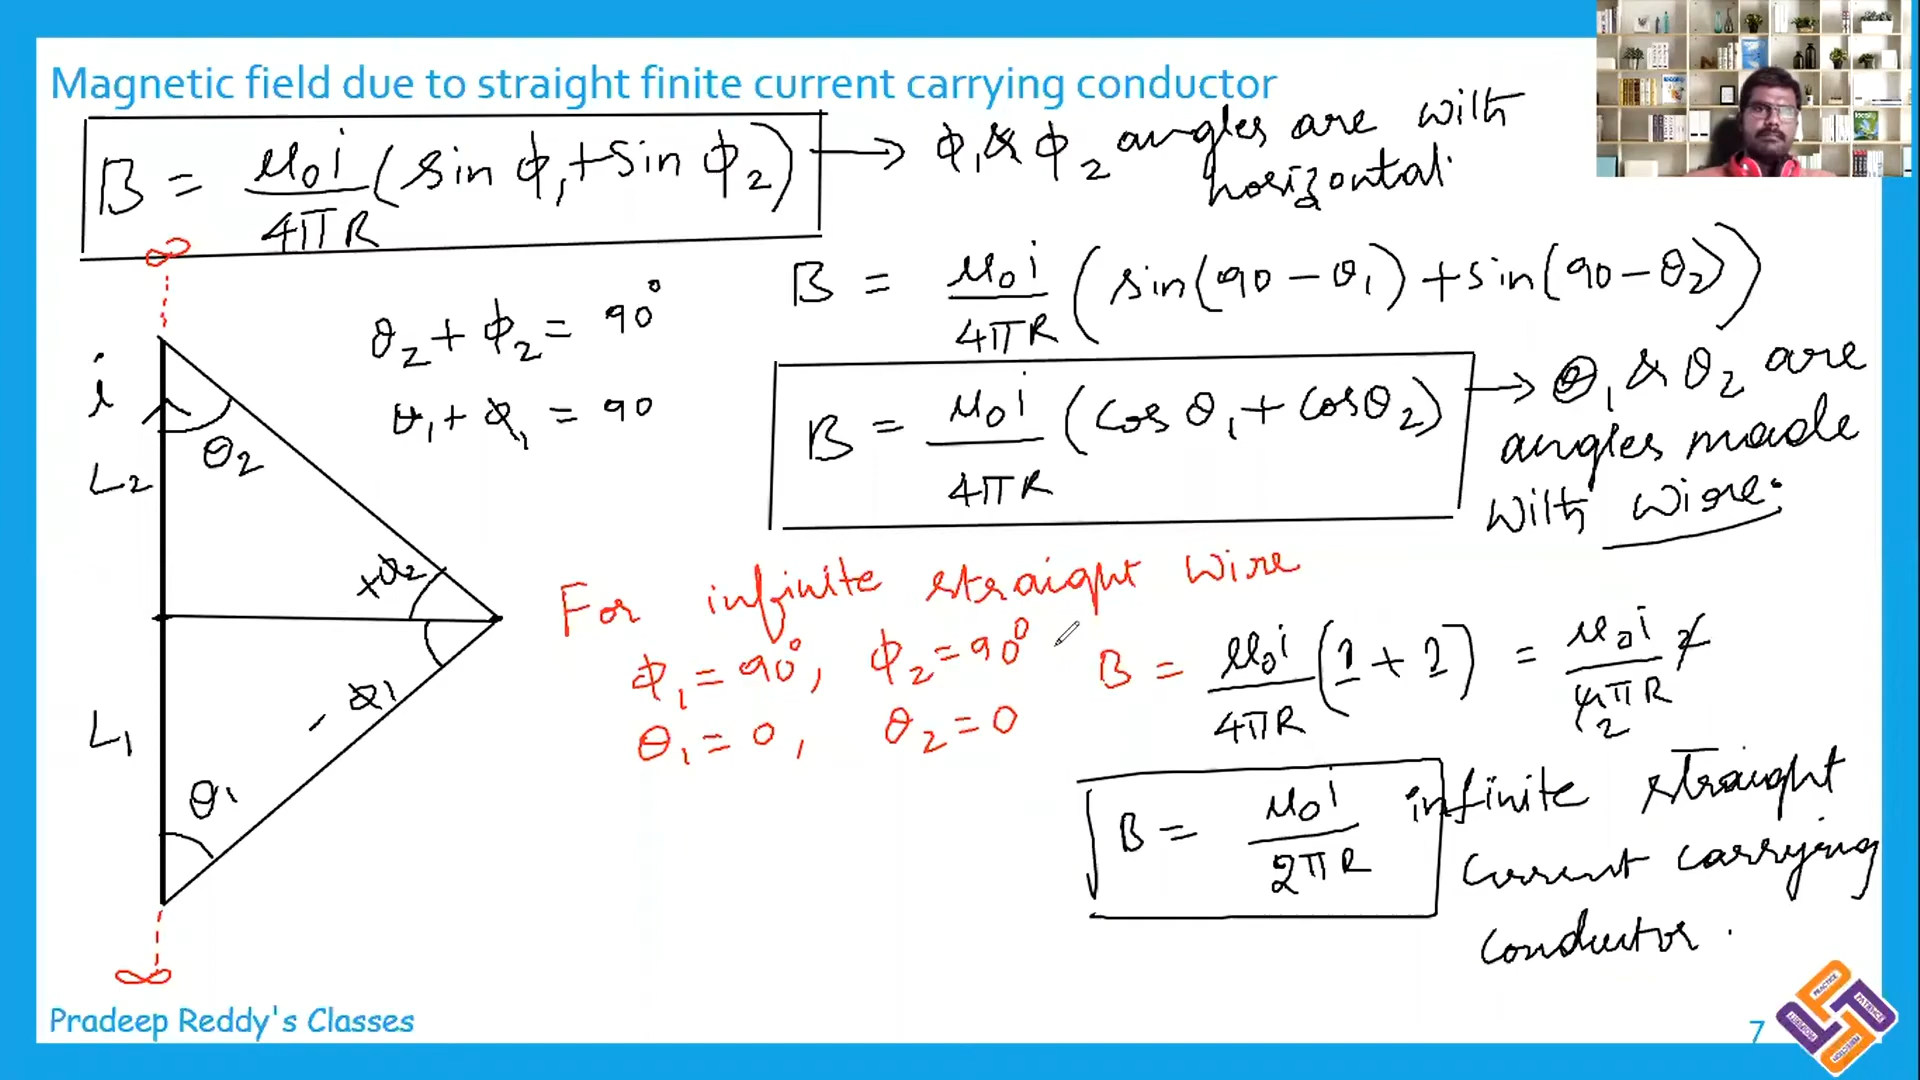 Magnetic field due to straight finite current carrying conductor
B = μ₀i/4πR (sin ϕ₁ + sin ϕ₂) → ϕ₁ & ϕ₂ angles are with
horizontal
∞
θ₂ + ϕ₂ = 90°
θ₁ + ϕ₁ = 90
B = μ₀i/4πR (sin(90 − θ₁) + sin(90 − θ₂))
B = μ₀i/4πR (cos θ₁ + cos θ₂) → θ₁ & θ₂ are
angles made
with wire.
i
θ₂
L₂
+ϕ₂
− ϕ₁
L₁
θ₁
∞
For infinite straight wire
ϕ₁ = 90°, ϕ₂ = 90°
θ₁ = 0, θ₂ = 0
B = μ₀i/4πR (1 + 1) = μ₀i/4πR 2
2
B = μ₀i/2πR
infinite straight
current carrying
conductor.
Pradeep Reddy's Classes
7